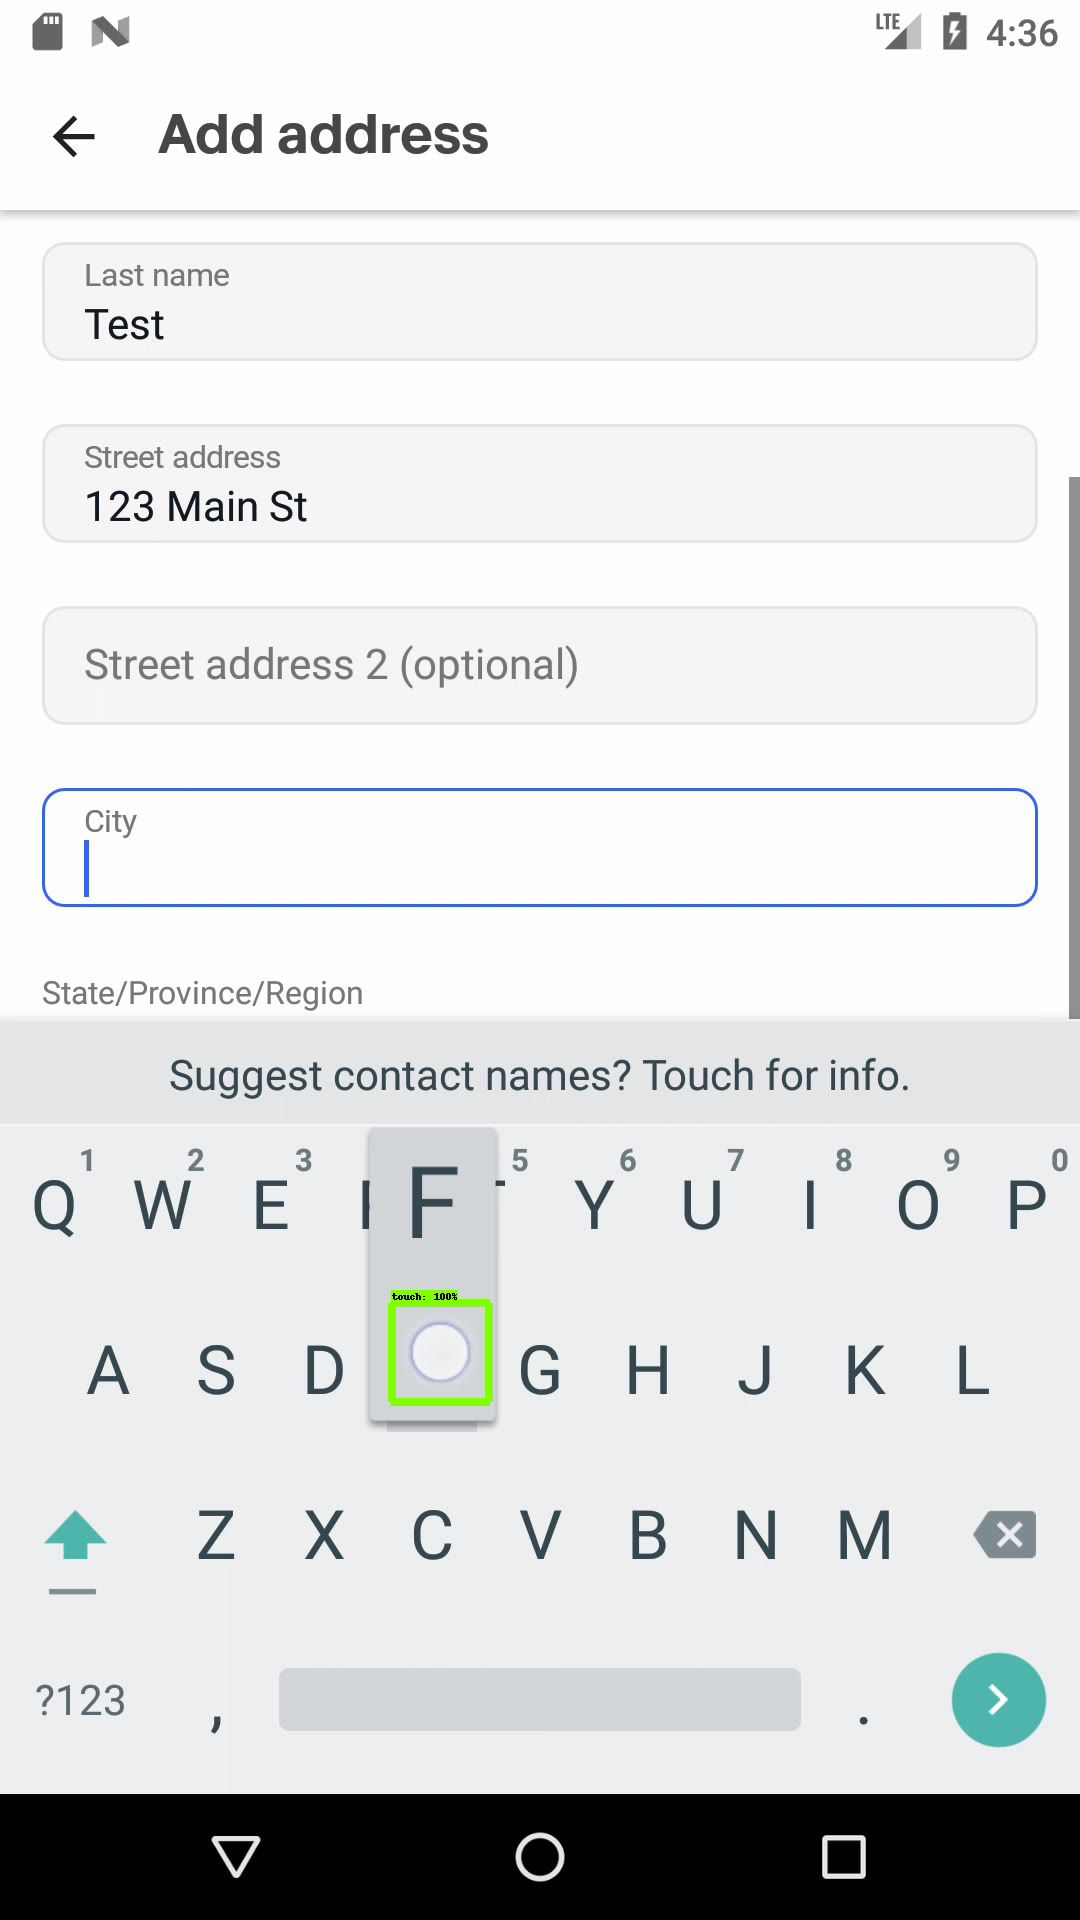 LTE 4:36
Add address
Last name
Test
Street address
123 Main St
Street address 2 (optional)
City
State/Province/Region
Suggest contact names? Touch for info.
1 2 3 5 6 7 8 9 0
Q W E F Y U I O P
touch: 100%
A S D G H J K L
Z X C V B N M
?123 , .